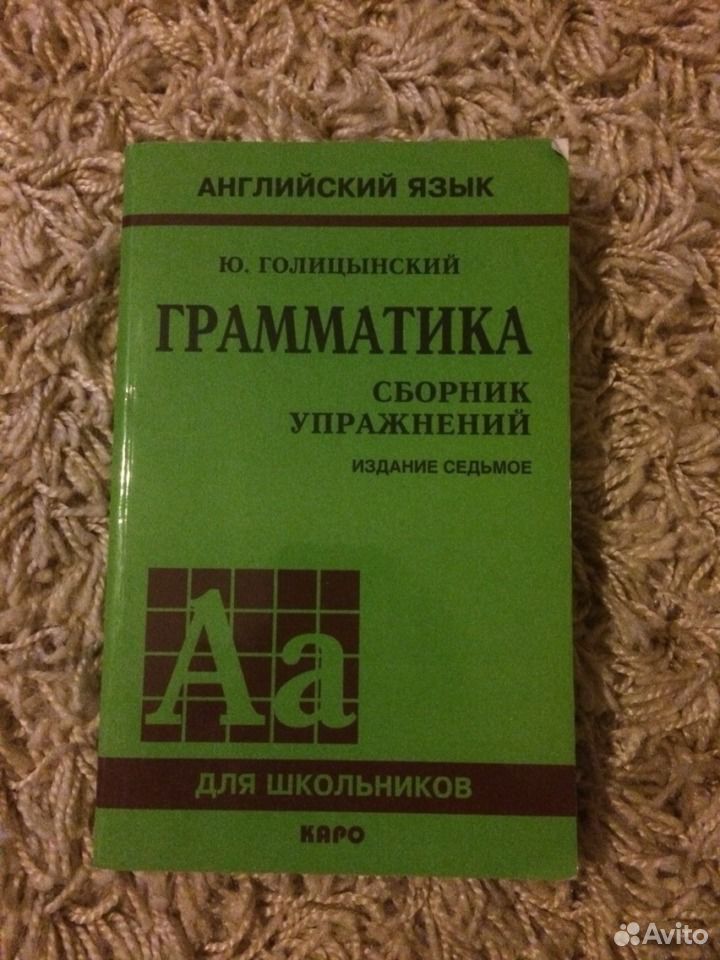 АНГЛИЙСКИЙ ЯЗЫК
Ю. ГОЛИЦЫНСКИЙ
ГРАММАТИКА
СБОРНИК
УПРАЖНЕНИЙ
ИЗДАНИЕ СЕДЬМОЕ
Aa
ДЛЯ ШКОЛЬНИКОВ
КАРО
Avito